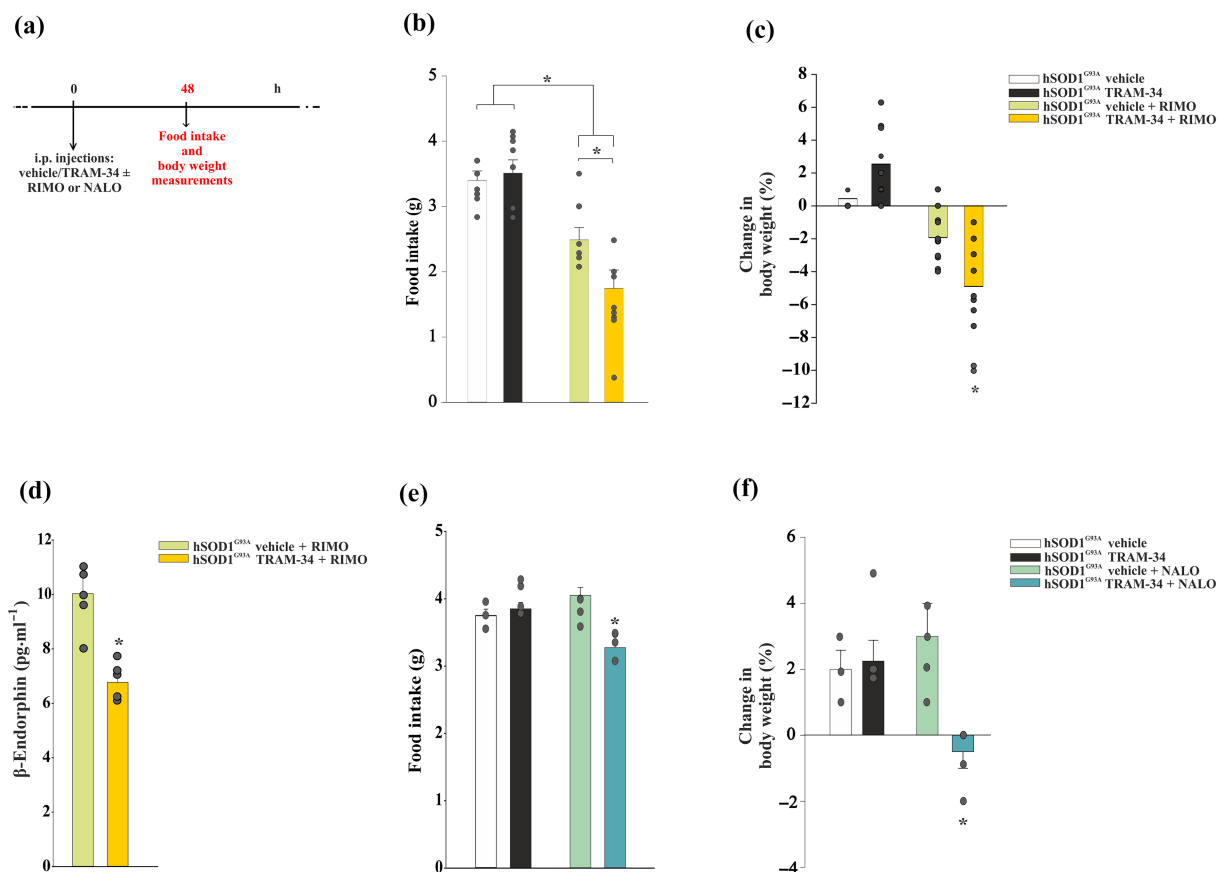 (a)
0
48
h
i.p. injections:
vehicle/TRAM-34 ±
RIMO or NALO
Food intake
and
body weight
measurements
(b)
Food intake (g)
5
4
3
2
1
0
*
*
(c)
Change in
body weight (%)
8
6
4
2
0
−2
−4
−6
−8
−10
−12
*
hSOD1G93A vehicle
hSOD1G93A TRAM-34
hSOD1G93A vehicle + RIMO
hSOD1G93A TRAM-34 + RIMO
(d)
β-Endorphin (pg·ml−1)
12
10
8
6
4
2
0
*
hSOD1G93A vehicle + RIMO
hSOD1G93A TRAM-34 + RIMO
(e)
Food intake (g)
5
4
3
2
1
0
*
(f)
Change in
body weight (%)
6
4
2
0
−2
−4
*
hSOD1G93A vehicle
hSOD1G93A TRAM-34
hSOD1G93A vehicle + NALO
hSOD1G93A TRAM-34 + NALO